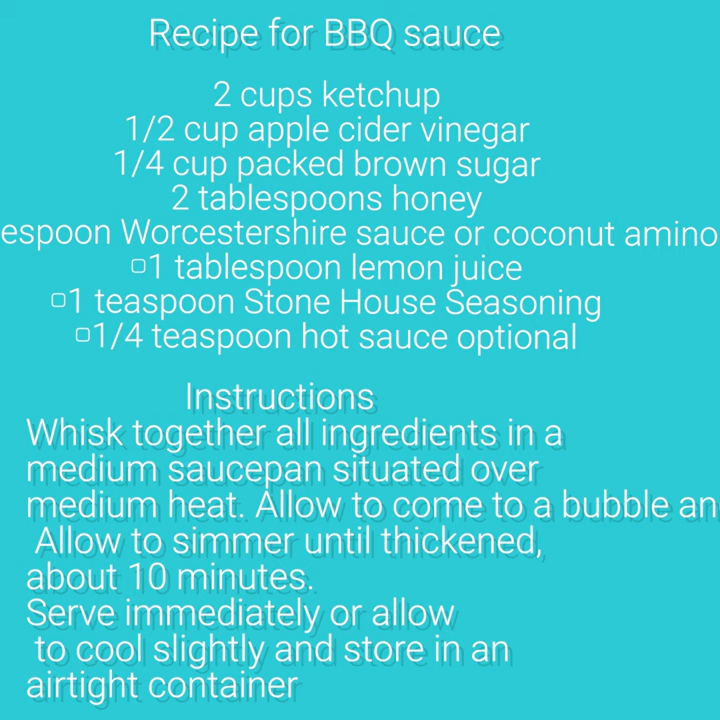 Recipe for BBQ sauce
2 cups ketchup
1/2 cup apple cider vinegar
1/4 cup packed brown sugar
2 tablespoons honey
espoon Worcestershire sauce or coconut amino
▢1 tablespoon lemon juice
▢1 teaspoon Stone House Seasoning
▢1/4 teaspoon hot sauce optional
Instructions
Whisk together all ingredients in a
medium saucepan situated over
medium heat. Allow to come to a bubble an
Allow to simmer until thickened,
about 10 minutes.
Serve immediately or allow
to cool slightly and store in an
airtight container